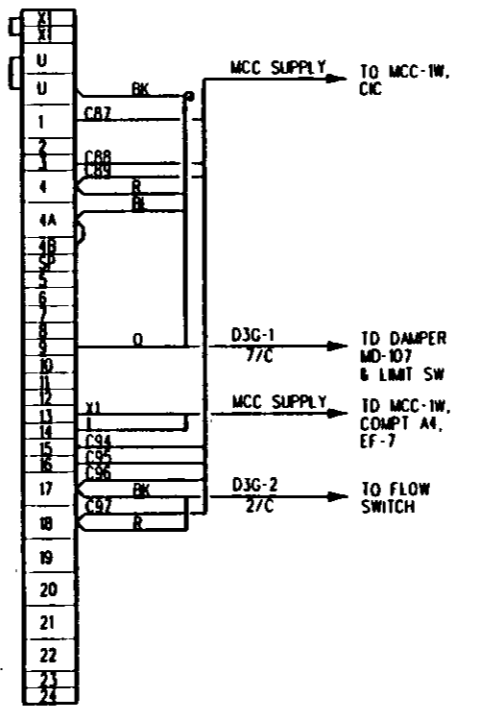 X1
X1
U
U
1
2
3
4
4A
4B
SP
5
6
7
8
9
10
11
12
13
14
15
16
17
18
19
20
21
22
23
24
BK
C87
C88
C89
R
BL
O
X1
1
C94
C95
C96
BK
C97
R
MCC SUPPLY
TO MCC-1W,
CIC
D3G-1
7/C
TO DAMPER
MD-107
& LIMIT SW
MCC SUPPLY
TO MCC-1W,
COMPT A4,
EF-7
D3G-2
2/C
TO FLOW
SWITCH